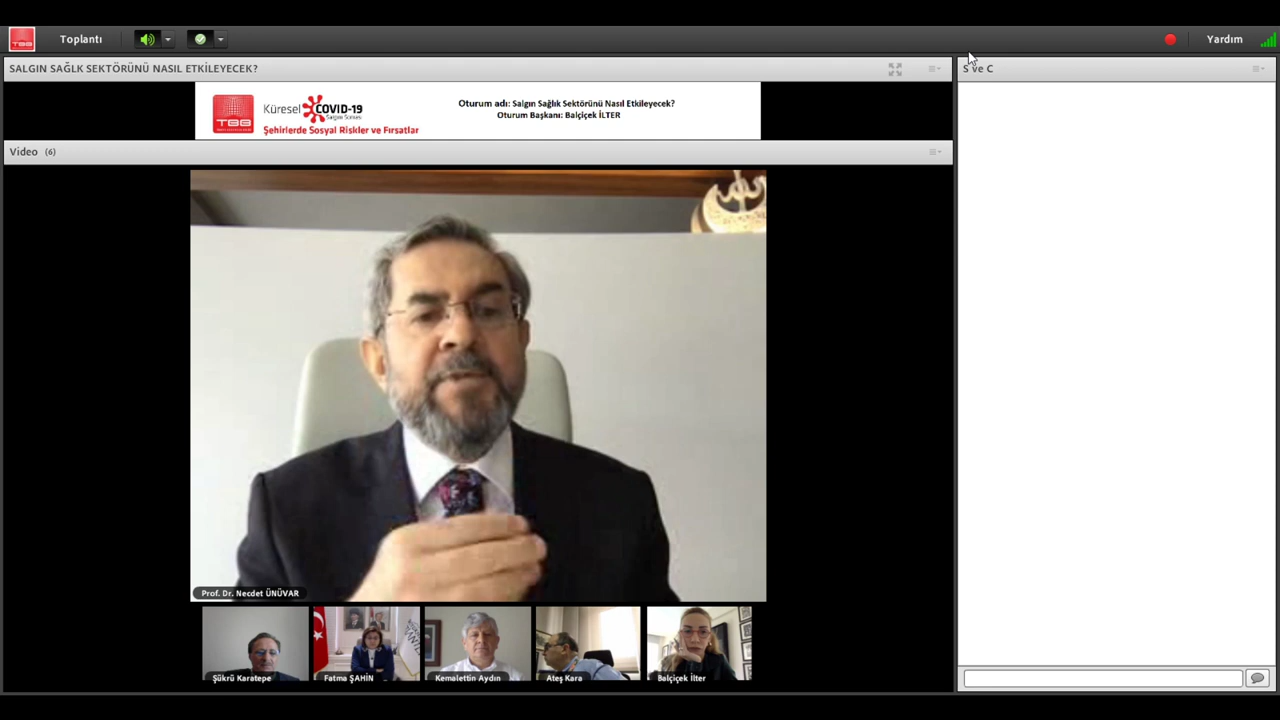 TBB
Toplantı
Yardım
SALGIN SAĞLK SEKTÖRÜNÜ NASIL ETKİLEYECEK?
S ve C
TBB
Küresel COVID-19
Şehirlerde Sosyal Riskler ve Fırsatlar
Oturum adı: Salgın Sağlık Sektörünü Nasıl Etkileyecek?
Oturum Başkanı: Balçiçek İLTER
Video (6)
Prof. Dr. Necdet ÜNÜVAR
Şükrü Karatepe
Fatma ŞAHİN
Kemalettin Aydın
Ateş Kara
Balçiçek İlter